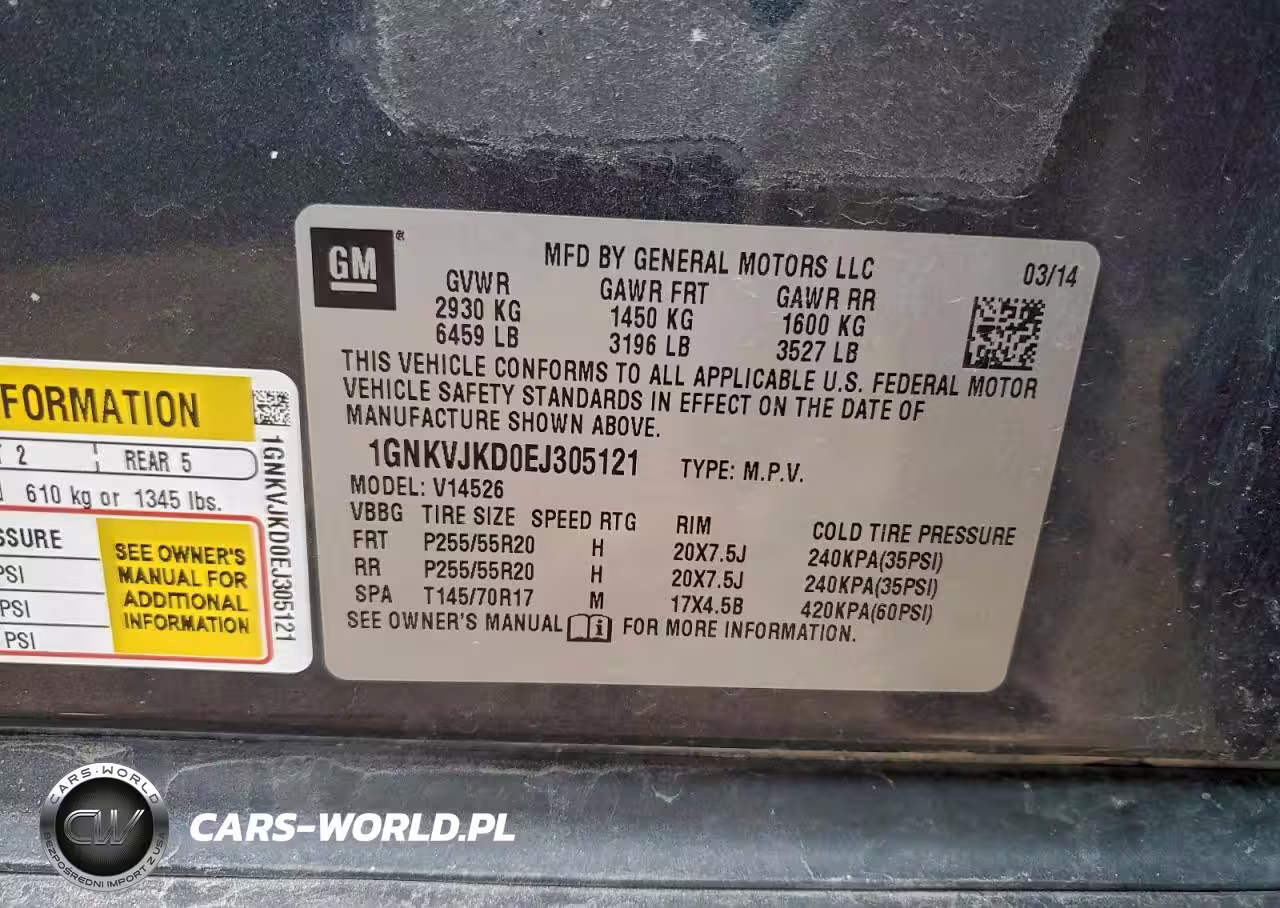 GM ®
MFD BY GENERAL MOTORS LLC
03/14
GVWR GAWR FRT GAWR RR
2930 KG 1450 KG 1600 KG
6459 LB 3196 LB 3527 LB
THIS VEHICLE CONFORMS TO ALL APPLICABLE U.S. FEDERAL MOTOR
VEHICLE SAFETY STANDARDS IN EFFECT ON THE DATE OF
MANUFACTURE SHOWN ABOVE.
1GNKVJKD0EJ305121 TYPE: M.P.V.
MODEL: V14526
VBBG TIRE SIZE SPEED RTG RIM COLD TIRE PRESSURE
FRT P255/55R20 H 20X7.5J 240KPA(35PSI)
RR P255/55R20 H 20X7.5J 240KPA(35PSI)
SPA T145/70R17 M 17X4.5B 420KPA(60PSI)
SEE OWNER'S MANUAL i FOR MORE INFORMATION.
FORMATION
2 REAR 5
610 kg or 1345 lbs.
SSURE
PSI
PSI
PSI
SEE OWNER'S
MANUAL FOR
ADDITIONAL
INFORMATION
1GNKVJKD0EJ305121
CARS-WORLD
CW
BEZPOŚREDNI IMPORT Z USA
CARS-WORLD.PL